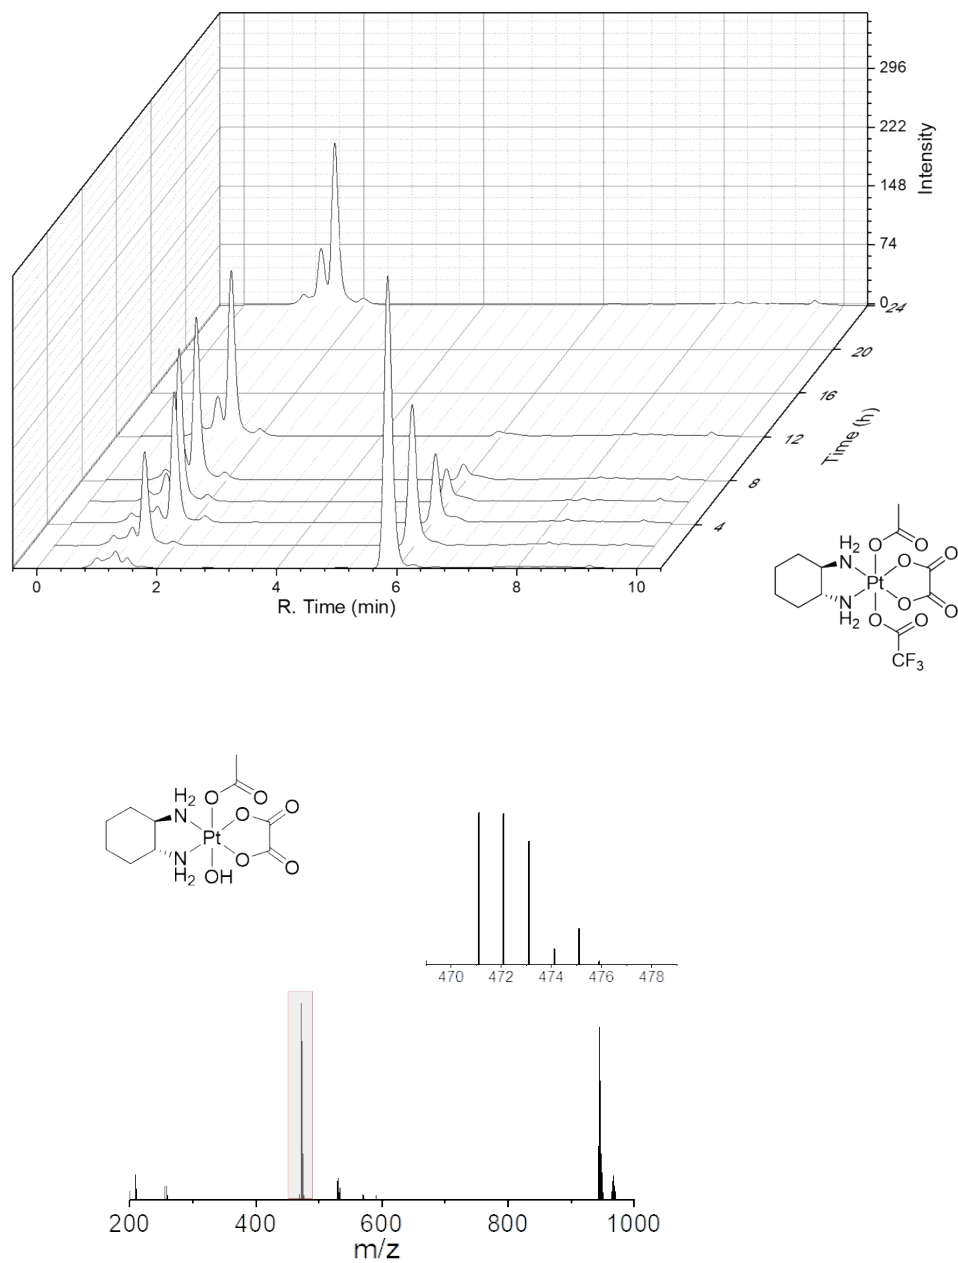 296
222
148
74
0
Intensity
24
20
16
12
8
4
Time (h)
0 2 4 6 8 10
R. Time (min)
H2
N
O
O
O
O
Pt
N
H2
O
O
O
O
CF3
H2
N
O
O
O
O
Pt
N
H2
O
O
OH
470 472 474 476 478
200 400 600 800 1000
m/z